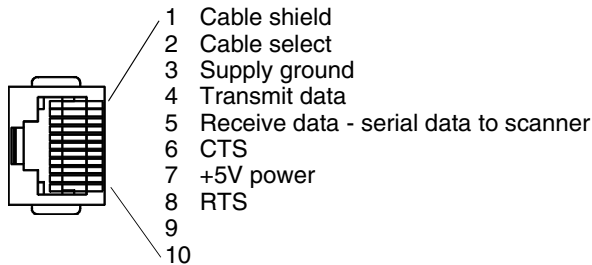 1 Cable shield
2 Cable select
3 Supply ground
4 Transmit data
5 Receive data - serial data to scanner
6 CTS
7 +5V power
8 RTS
9
10